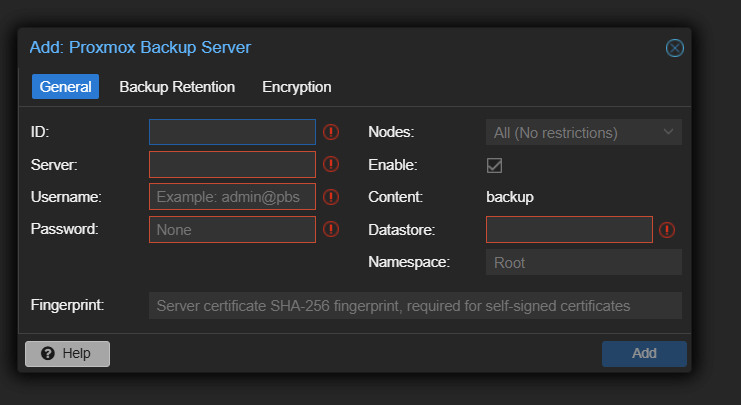 Add: Proxmox Backup Server
General Backup Retention Encryption
ID: Nodes: All (No restrictions)
Server: Enable:
Username: Example: admin@pbs Content: backup
Password: None Datastore:
Namespace: Root
Fingerprint: Server certificate SHA-256 fingerprint, required for self-signed certificates
Help Add